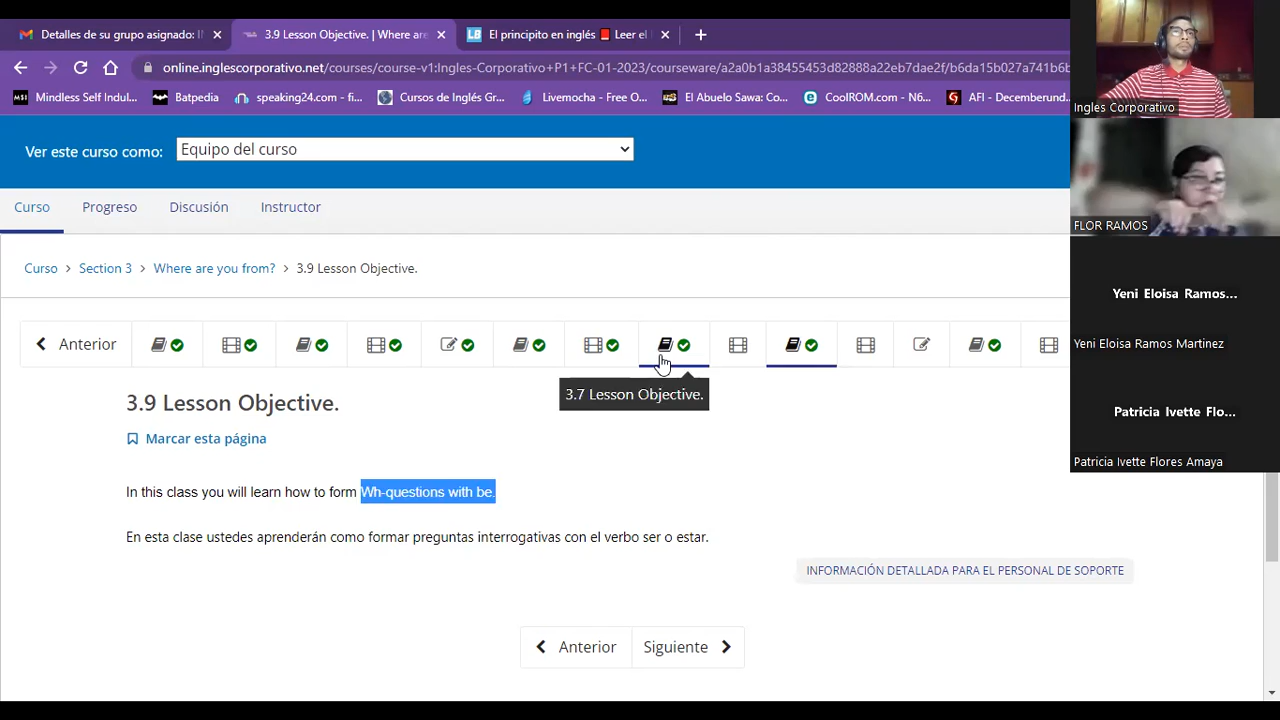 Detalles de su grupo asignado: I
3.9 Lesson Objective. | Where are
El principito en inglés 📕 Leer el
online.inglescorporativo.net/courses/course-v1:Ingles-Corporativo+P1+FC-01-2023/courseware/a2a0b1a38455453d82888a22eb7dae2f/b6da15b027a741b6b
Mindless Self Indul...
Batpedia
speaking24.com - fi...
Cursos de Inglés Gr...
Livemocha - Free O...
El Abuelo Sawa: Co...
CoolROM.com - N6...
AFI - Decemberund...
Ver este curso como:
Equipo del curso
Curso
Progreso
Discusión
Instructor
Curso > Section 3 > Where are you from? > 3.9 Lesson Objective.
Anterior
3.7 Lesson Objective.
3.9 Lesson Objective.
Marcar esta página
In this class you will learn how to form Wh-questions with be.
En esta clase ustedes aprenderán como formar preguntas interrogativas con el verbo ser o estar.
INFORMACIÓN DETALLADA PARA EL PERSONAL DE SOPORTE
Anterior
Siguiente
Ingles Corporativo
FLOR RAMOS
Yeni Eloisa Ramos...
Yeni Eloisa Ramos Martinez
Patricia Ivette Flo...
Patricia Ivette Flores Amaya